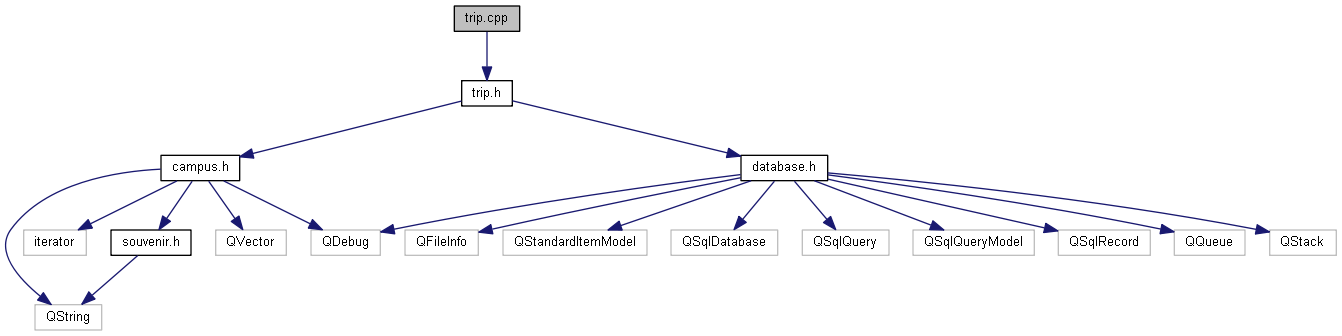 trip.cpp
trip.h
campus.h
database.h
iterator
souvenir.h
QVector
QDebug
QFileInfo
QStandardItemModel
QSqlDatabase
QSqlQuery
QSqlQueryModel
QSqlRecord
QQueue
QStack
QString